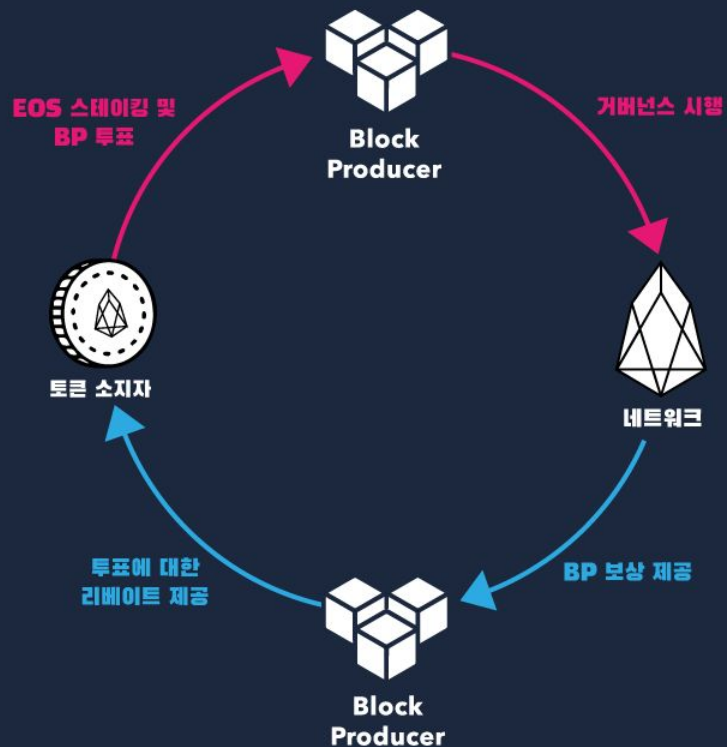 EOS 스테이킹 및
BP 투표
Block
Producer
거버넌스 시행
토큰 소지자
네트워크
투표에 대한
리베이트 제공
BP 보상 제공
Block
Producer